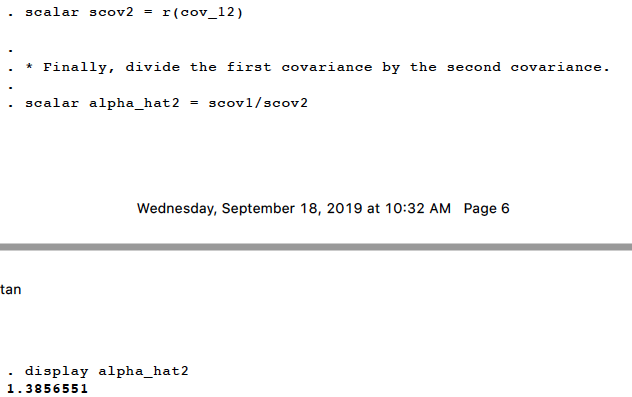 . scalar scov2 = r(cov_12)
.
. * Finally, divide the first covariance by the second covariance.
.
. scalar alpha_hat2 = scov1/scov2
Wednesday, September 18, 2019 at 10:32 AM Page 6
tan
. display alpha_hat2
1.3856551